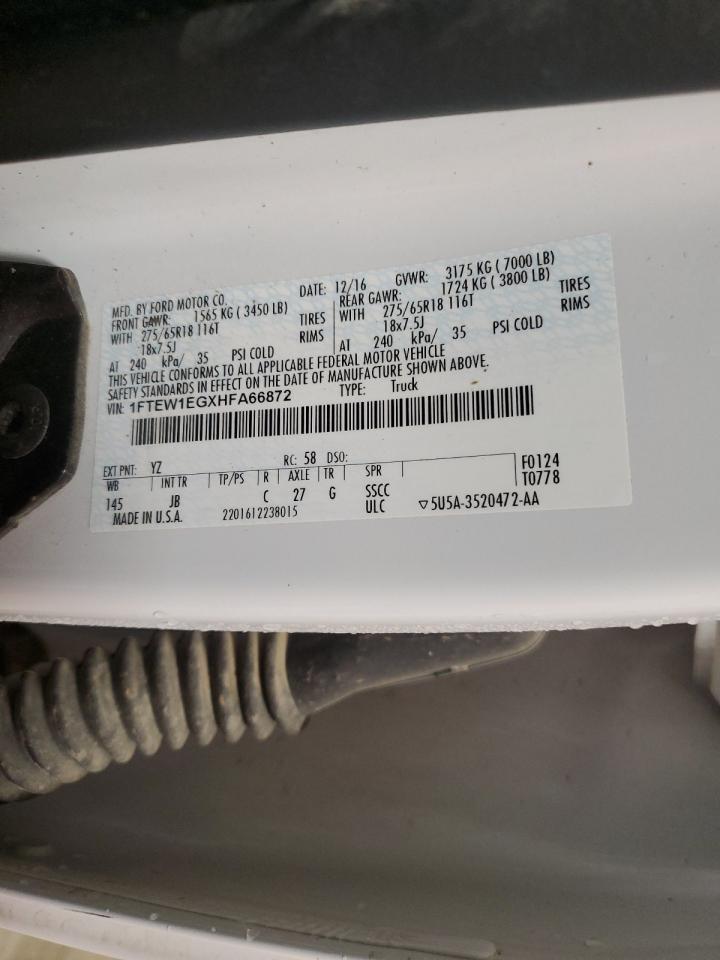 MFD. BY FORD MOTOR CO. DATE: 12/16 GVWR: 3175 KG ( 7000 LB)
FRONT GAWR: 1565 KG ( 3450 LB) REAR GAWR: 1724 KG ( 3800 LB)
WITH 275/65R18 116T TIRES WITH 275/65R18 116T TIRES
18x7.5J RIMS 18x7.5J RIMS
AT 240 kPa/ 35 PSI COLD AT 240 kPa/ 35 PSI COLD
THIS VEHICLE CONFORMS TO ALL APPLICABLE FEDERAL MOTOR VEHICLE
SAFETY STANDARDS IN EFFECT ON THE DATE OF MANUFACTURE SHOWN ABOVE.
VIN: 1FTEW1EGXHFA66872 TYPE: Truck
EXT PNT: YZ RC: 58 DSO: F0124
WB INT TR TP/PS R AXLE TR SPR T0778
145 JB C 27 G SSCC
MADE IN U.S.A. 2201612238015 ULC ▽5U5A-3520472-AA